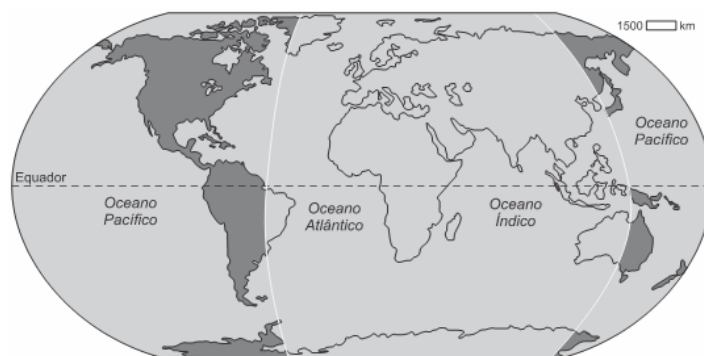 1500 km
Oceano
Pacífico
Equador
Oceano
Pacífico
Oceano
Atlântico
Oceano
Índico